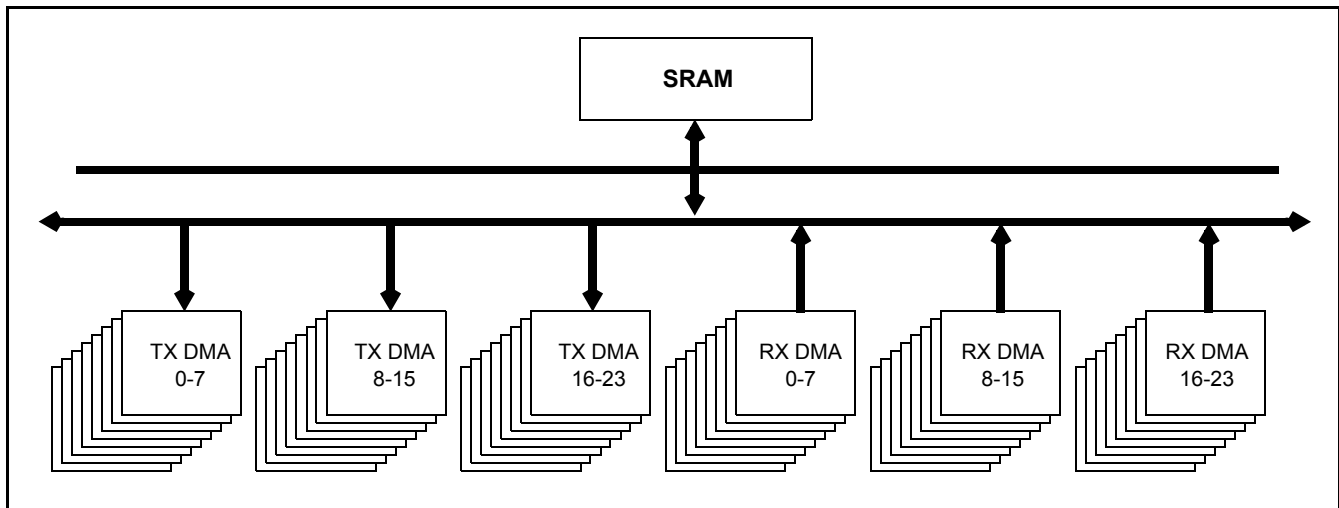 SRAM
TX DMA
0-7
TX DMA
8-15
TX DMA
16-23
RX DMA
0-7
RX DMA
8-15
RX DMA
16-23